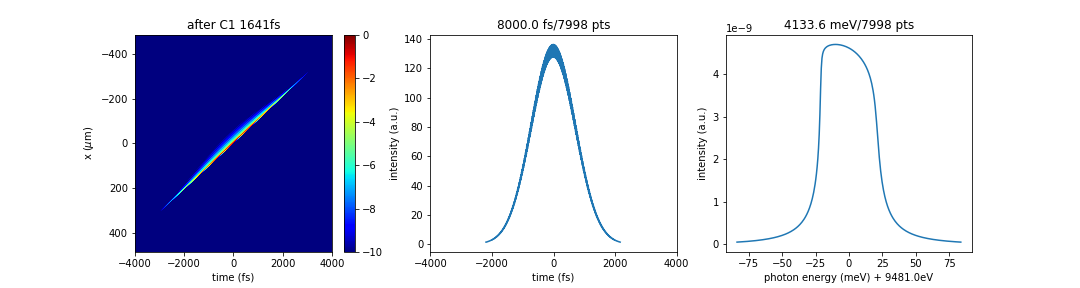 after C1 1641fs
−400
−200
0
200
400
x (μm)
−4000 −2000 0 2000 4000
time (fs)
0
−2
−4
−6
−8
−10
8000.0 fs/7998 pts
140
120
100
80
60
40
20
0
intensity (a.u.)
−4000 −2000 0 2000 4000
time (fs)
4133.6 meV/7998 pts
1e−9
4
3
2
1
0
intensity (a.u.)
−75 −50 −25 0 25 50 75
photon energy (meV) + 9481.0eV